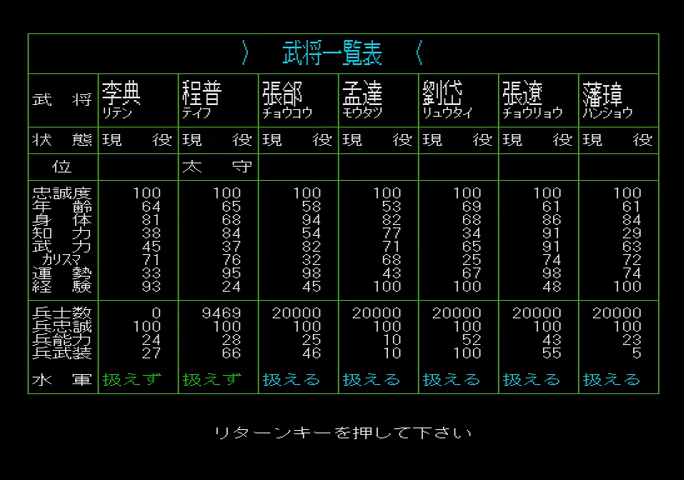 〉 武将一覧表 〈
武将 李典 程普 張郃 孟達 劉岱 張遼 藩璋
リテン テイフ チョウコウ モウタツ リュウタイ チョウリョウ ハンショウ
状態 現役 現役 現役 現役 現役 現役 現役
位 太守
忠誠度 100 100 100 100 100 100 100
年齢 64 65 58 53 69 61 61
身体 81 68 94 82 68 86 84
知力 38 84 54 77 34 91 29
武力 45 37 82 71 65 91 63
カリスマ 71 76 32 68 25 74 72
運勢 33 95 98 43 67 98 74
経験 93 24 45 100 100 48 100
兵士数 0 9469 20000 20000 20000 20000 20000
兵忠誠 100 100 100 100 100 100 100
兵能力 24 28 25 10 52 43 23
兵武装 27 66 46 10 100 55 5
水軍 扱えず 扱えず 扱える 扱える 扱える 扱える 扱える
リターンキーを押して下さい